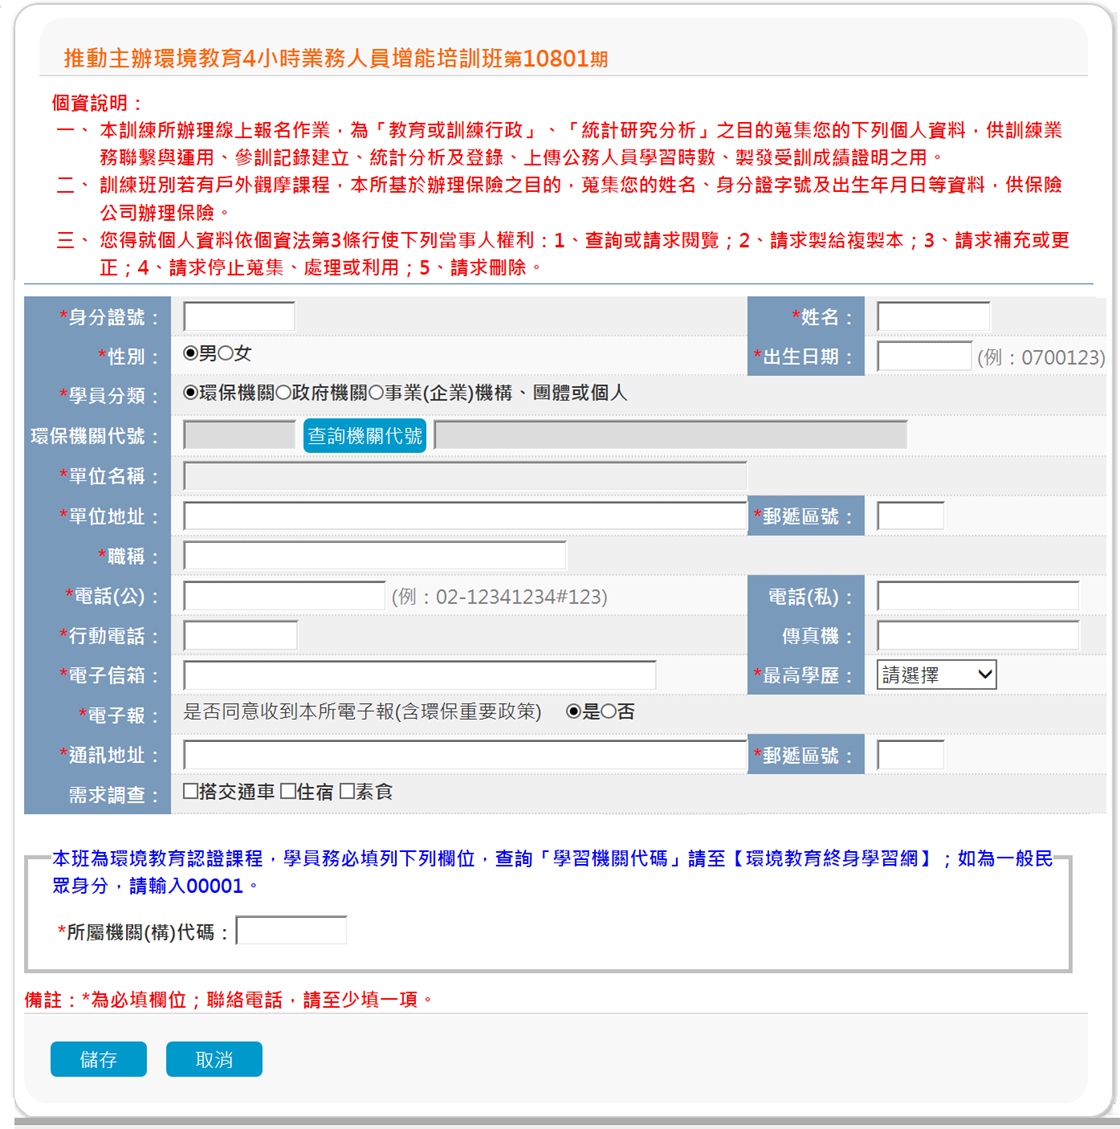 推動主辦環境教育4小時業務人員增能培訓班第10801期
個資說明：
一、 本訓練所辦理線上報名作業，為「教育或訓練行政」、「統計研究分析」之目的蒐集您的下列個人資料，供訓練業
務聯繫與運用、參訓記錄建立、統計分析及登錄、上傳公務人員學習時數、製發受訓成績證明之用。
二、 訓練班別若有戶外觀摩課程，本所基於辦理保險之目的，蒐集您的姓名、身分證字號及出生年月日等資料，供保險
公司辦理保險。
三、 您得就個人資料依個資法第3條行使下列當事人權利：1、查詢或請求閱覽；2、請求製給複製本；3、請求補充或更
正；4、請求停止蒐集、處理或利用；5、請求刪除。
*身分證號： *姓名：
*性別： 男 女 *出生日期： (例：0700123)
*學員分類： 環保機關 政府機關 事業(企業)機構、團體或個人
環保機關代號： 查詢機關代號
*單位名稱：
*單位地址： *郵遞區號：
*職稱：
*電話(公)： (例：02-12341234#123) 電話(私)：
*行動電話： 傳真機：
*電子信箱： *最高學歷： 請選擇
*電子報： 是否同意收到本所電子報(含環保重要政策) 是 否
*通訊地址： *郵遞區號：
需求調查： 搭交通車 住宿 素食
本班為環境教育認證課程，學員務必填列下列欄位，查詢「學習機關代碼」請至【環境教育終身學習網】；如為一般民
眾身分，請輸入00001。
*所屬機關(構)代碼：
備註：*為必填欄位；聯絡電話，請至少填一項。
儲存 取消